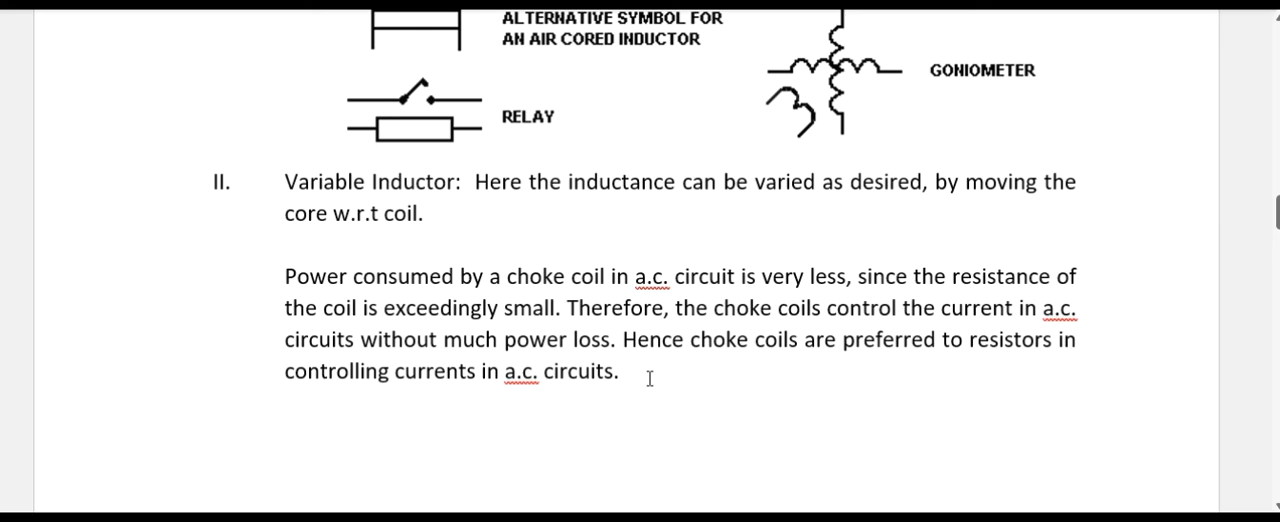 ALTERNATIVE SYMBOL FOR
AN AIR CORED INDUCTOR
GONIOMETER
RELAY
II. Variable Inductor: Here the inductance can be varied as desired, by moving the
core w.r.t coil.
Power consumed by a choke coil in a.c. circuit is very less, since the resistance of
the coil is exceedingly small. Therefore, the choke coils control the current in a.c.
circuits without much power loss. Hence choke coils are preferred to resistors in
controlling currents in a.c. circuits.